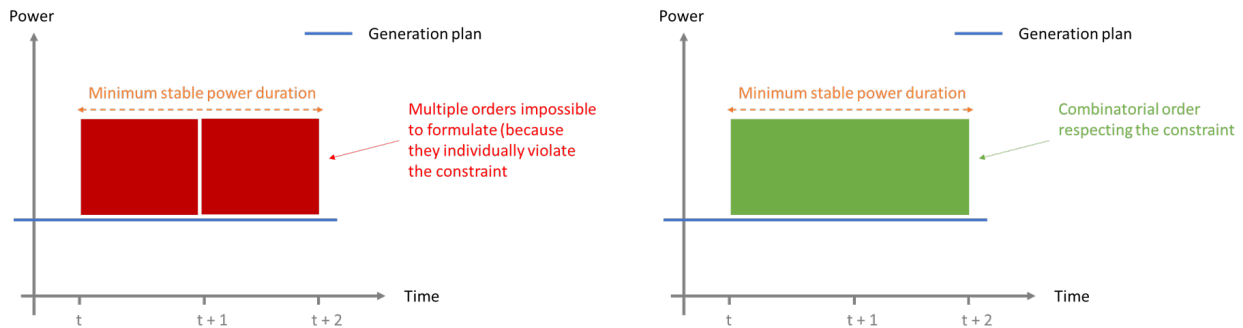 Power
Generation plan
Minimum stable power duration
Multiple orders impossible
to formulate (because
they individually violate
the constraint
Time
t
t + 1
t + 2
Power
Generation plan
Minimum stable power duration
Combinatorial order
respecting the constraint
Time
t
t + 1
t + 2